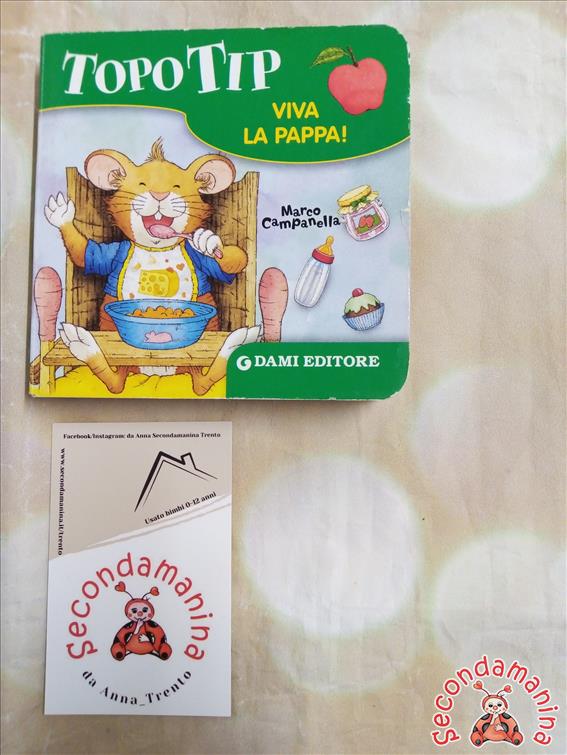 TOPO TIP
VIVA
LA PAPPA!
Marco
Campanella
G DAMI EDITORE
Facebook/Instagram: da Anna Secondamanina Trento
www.secondamanina.it/trento
Usato bimbi 0-12 anni
Secondamanina
da Anna_Trento
Secondamanina